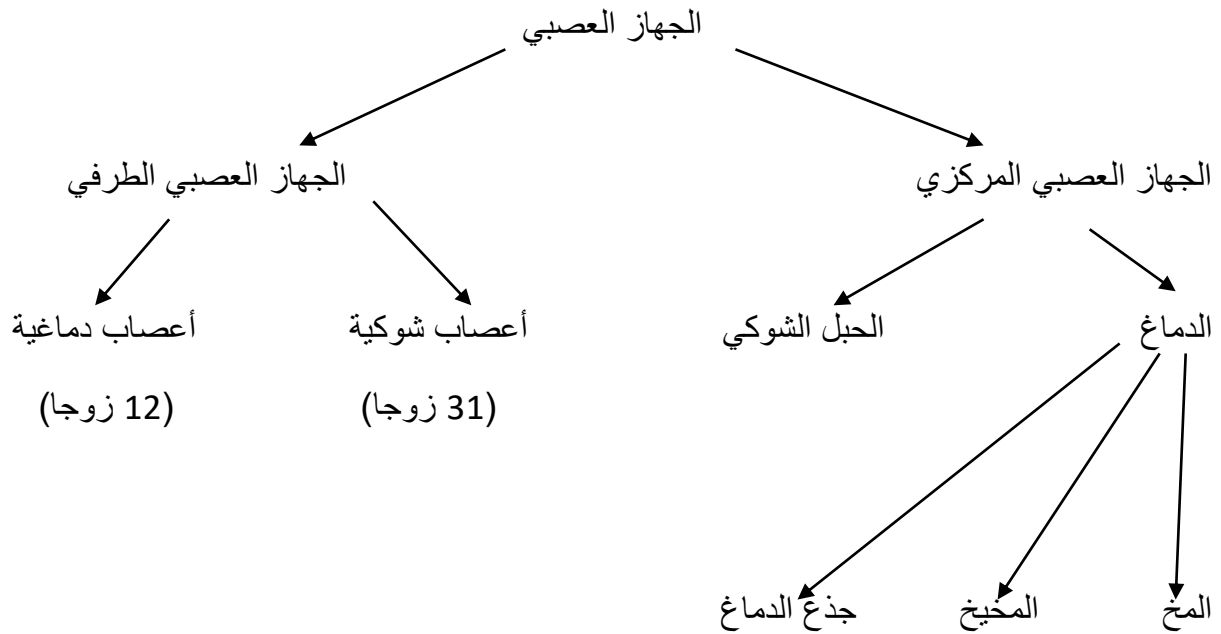 الجهاز العصبي
الجهاز العصبي المركزي
الجهاز العصبي الطرفي
الدماغ
الحبل الشوكي
أعصاب شوكية
أعصاب دماغية
(31 زوجا)
(12 زوجا)
المخ
المخيخ
جذع الدماغ